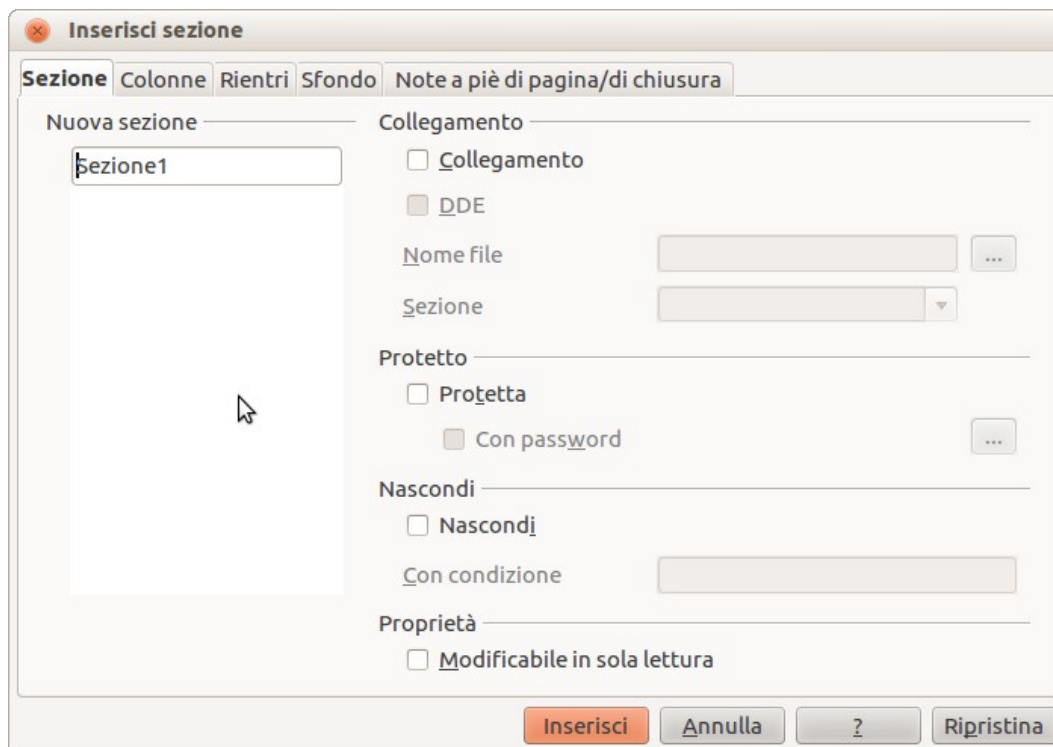 Inserisci sezione
Sezione Colonne Rientri Sfondo Note a piè di pagina/di chiusura
Nuova sezione
Sezione1
Collegamento
Collegamento
DDE
Nome file ...
Sezione
Protetto
Protetta
Con password ...
Nascondi
Nascondi
Con condizione
Proprietà
Modificabile in sola lettura
Inserisci Annulla ? Ripristina